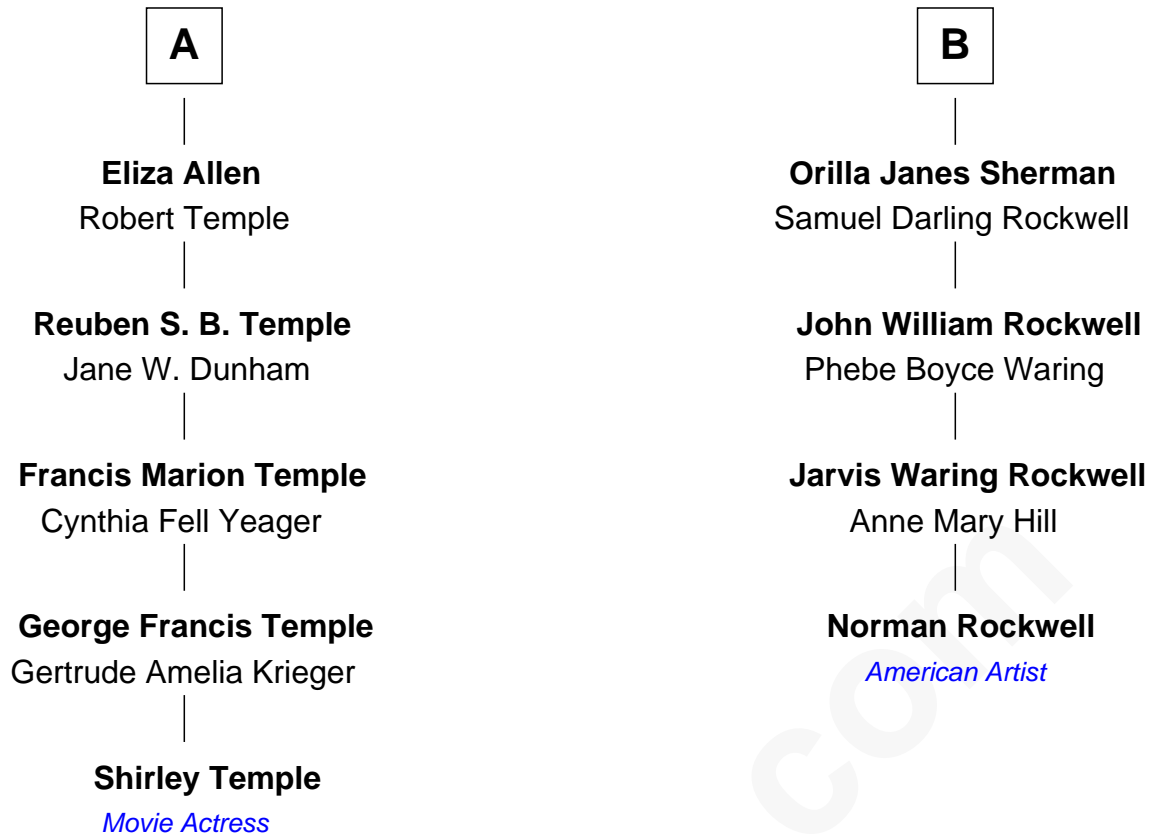 A
Eliza Allen
Robert Temple
Reuben S. B. Temple
Jane W. Dunham
Francis Marion Temple
Cynthia Fell Yeager
George Francis Temple
Gertrude Amelia Krieger
Shirley Temple
Movie Actress
B
Orilla Janes Sherman
Samuel Darling Rockwell
John William Rockwell
Phebe Boyce Waring
Jarvis Waring Rockwell
Anne Mary Hill
Norman Rockwell
American Artist
com